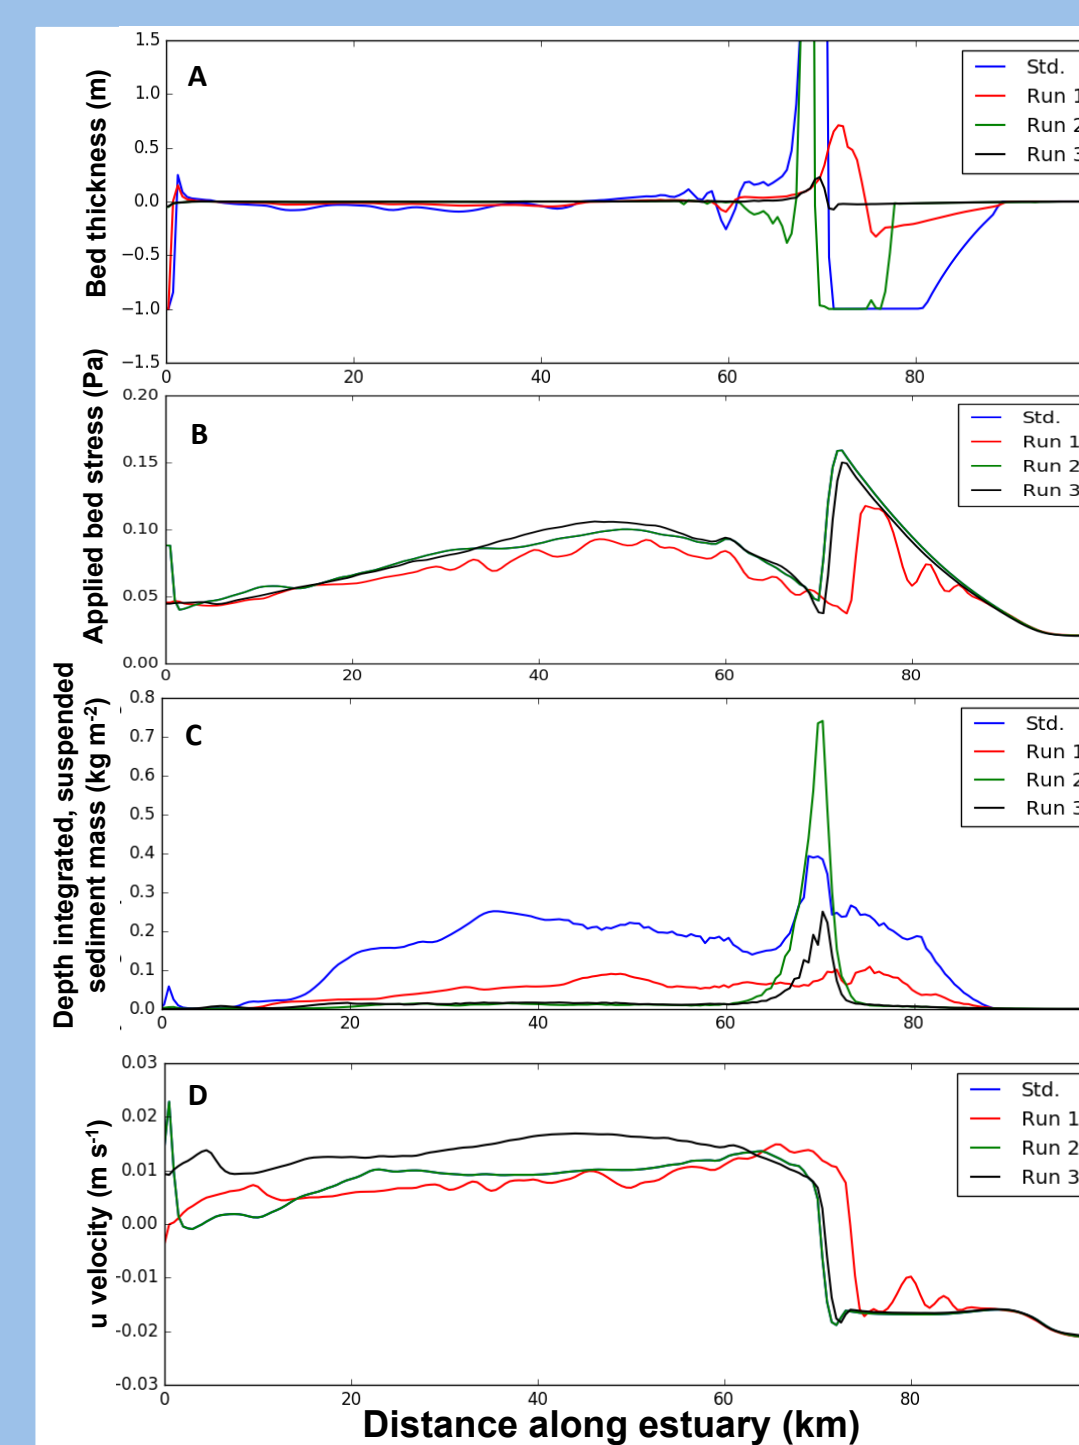 Bed thickness (m)
1.5
1.0
0.5
0.0
−0.5
−1.0
−1.5
A
Std.
Run 1
Run 2
Run 3
0 20 40 60 80
Applied bed stress (Pa)
0.20
0.15
0.10
0.05
0.00
B
Std.
Run 1
Run 2
Run 3
0 20 40 60 80
Depth integrated, suspended
sediment mass (kg m-2)
0.8
0.7
0.6
0.5
0.4
0.3
0.2
0.1
0.0
C
Std.
Run 1
Run 2
Run 3
0 20 40 60 80
u velocity (m s-1)
0.03
0.02
0.01
0.00
-0.01
-0.02
-0.03
D
Std.
Run 1
Run 2
Run 3
0 20 40 60 80
Distance along estuary (km)